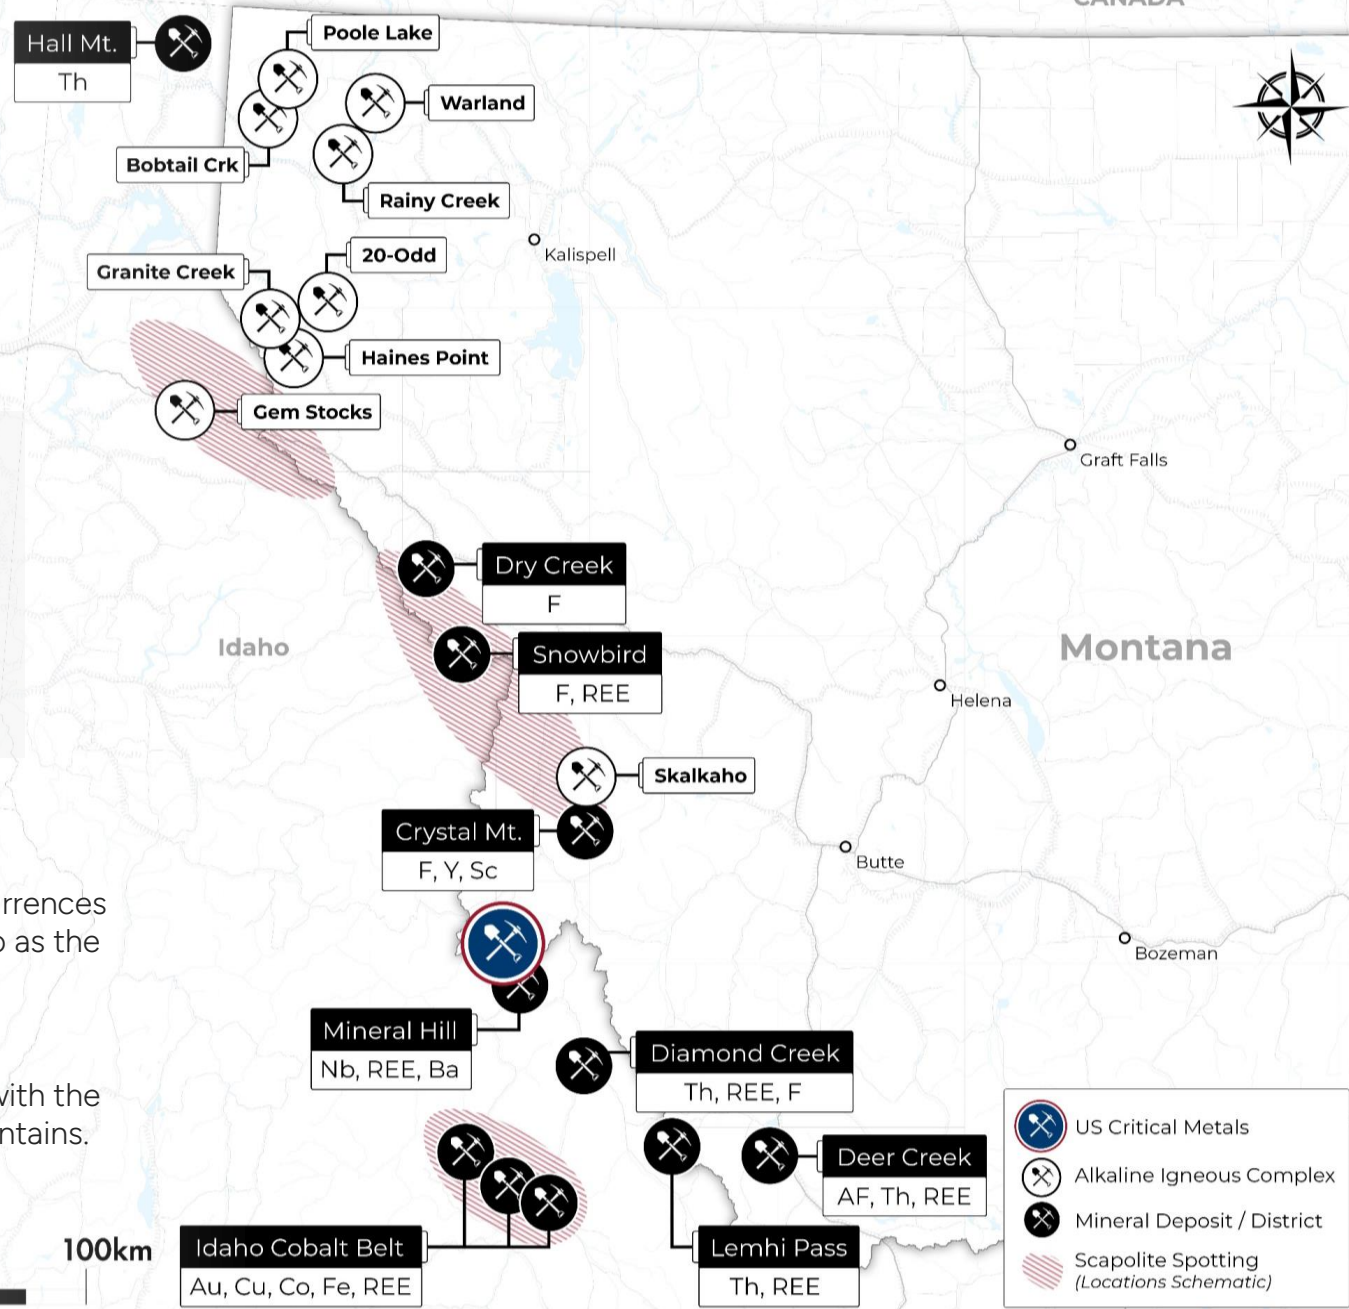 CANADA
Hall Mt.
Th
Poole Lake
Warland
Bobtail Crk
Rainy Creek
Kalispell
20-Odd
Granite Creek
Haines Point
Gem Stocks
Graft Falls
Dry Creek
F
Idaho
Montana
Snowbird
F, REE
Helena
Skalkaho
Crystal Mt.
F, Y, Sc
Butte
rrences
o as the
Bozeman
Mineral Hill
Nb, REE, Ba
Diamond Creek
Th, REE, F
with the
ntains.
Deer Creek
AF, Th, REE
100km
Idaho Cobalt Belt
Au, Cu, Co, Fe, REE
Lemhi Pass
Th, REE
US Critical Metals
Alkaline Igneous Complex
Mineral Deposit / District
Scapolite Spotting
(Locations Schematic)